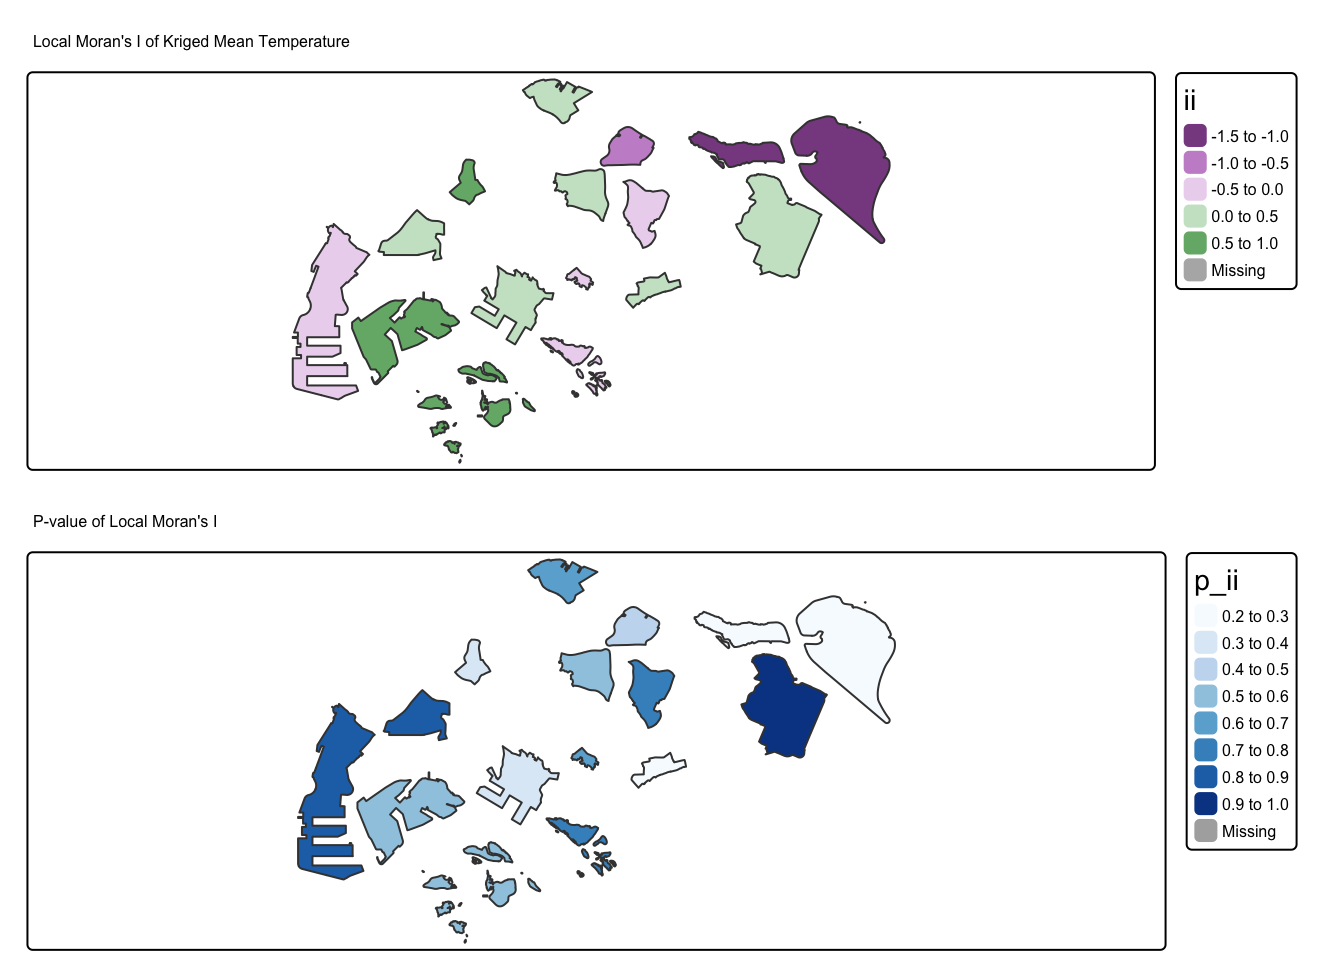 Local Moran's I of Kriged Mean Temperature
ii
-1.5 to -1.0
-1.0 to -0.5
-0.5 to 0.0
0.0 to 0.5
0.5 to 1.0
Missing
P-value of Local Moran's I
p_ii
0.2 to 0.3
0.3 to 0.4
0.4 to 0.5
0.5 to 0.6
0.6 to 0.7
0.7 to 0.8
0.8 to 0.9
0.9 to 1.0
Missing